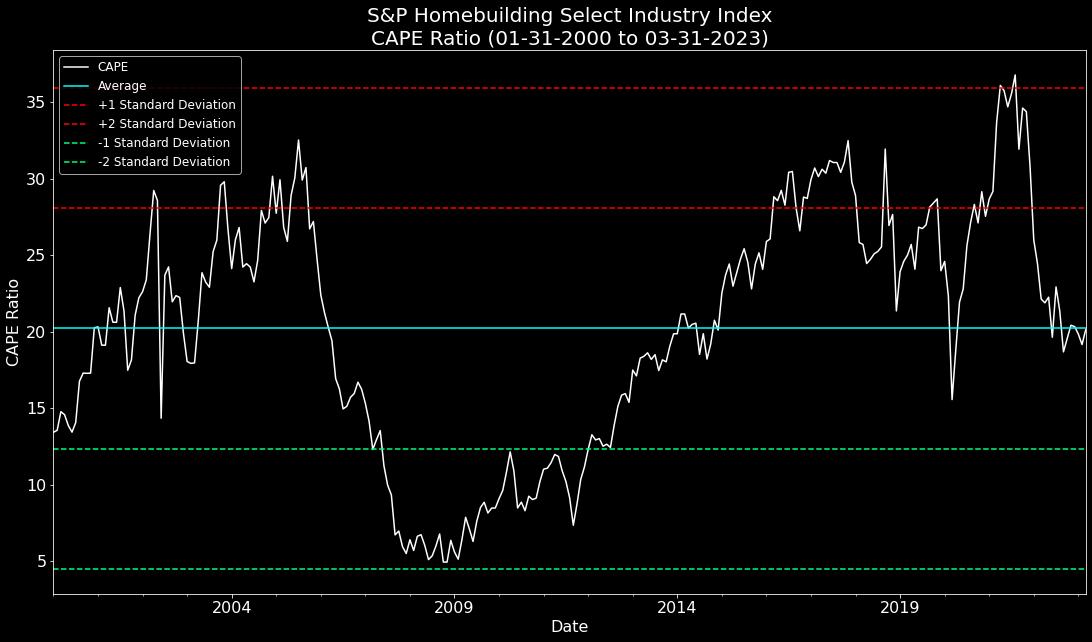 S&P Homebuilding Select Industry Index
CAPE Ratio (01-31-2000 to 03-31-2023)
CAPE
Average
+1 Standard Deviation
+2 Standard Deviation
-1 Standard Deviation
-2 Standard Deviation
CAPE Ratio
35
30
25
20
15
10
5
2004
2009
2014
2019
Date